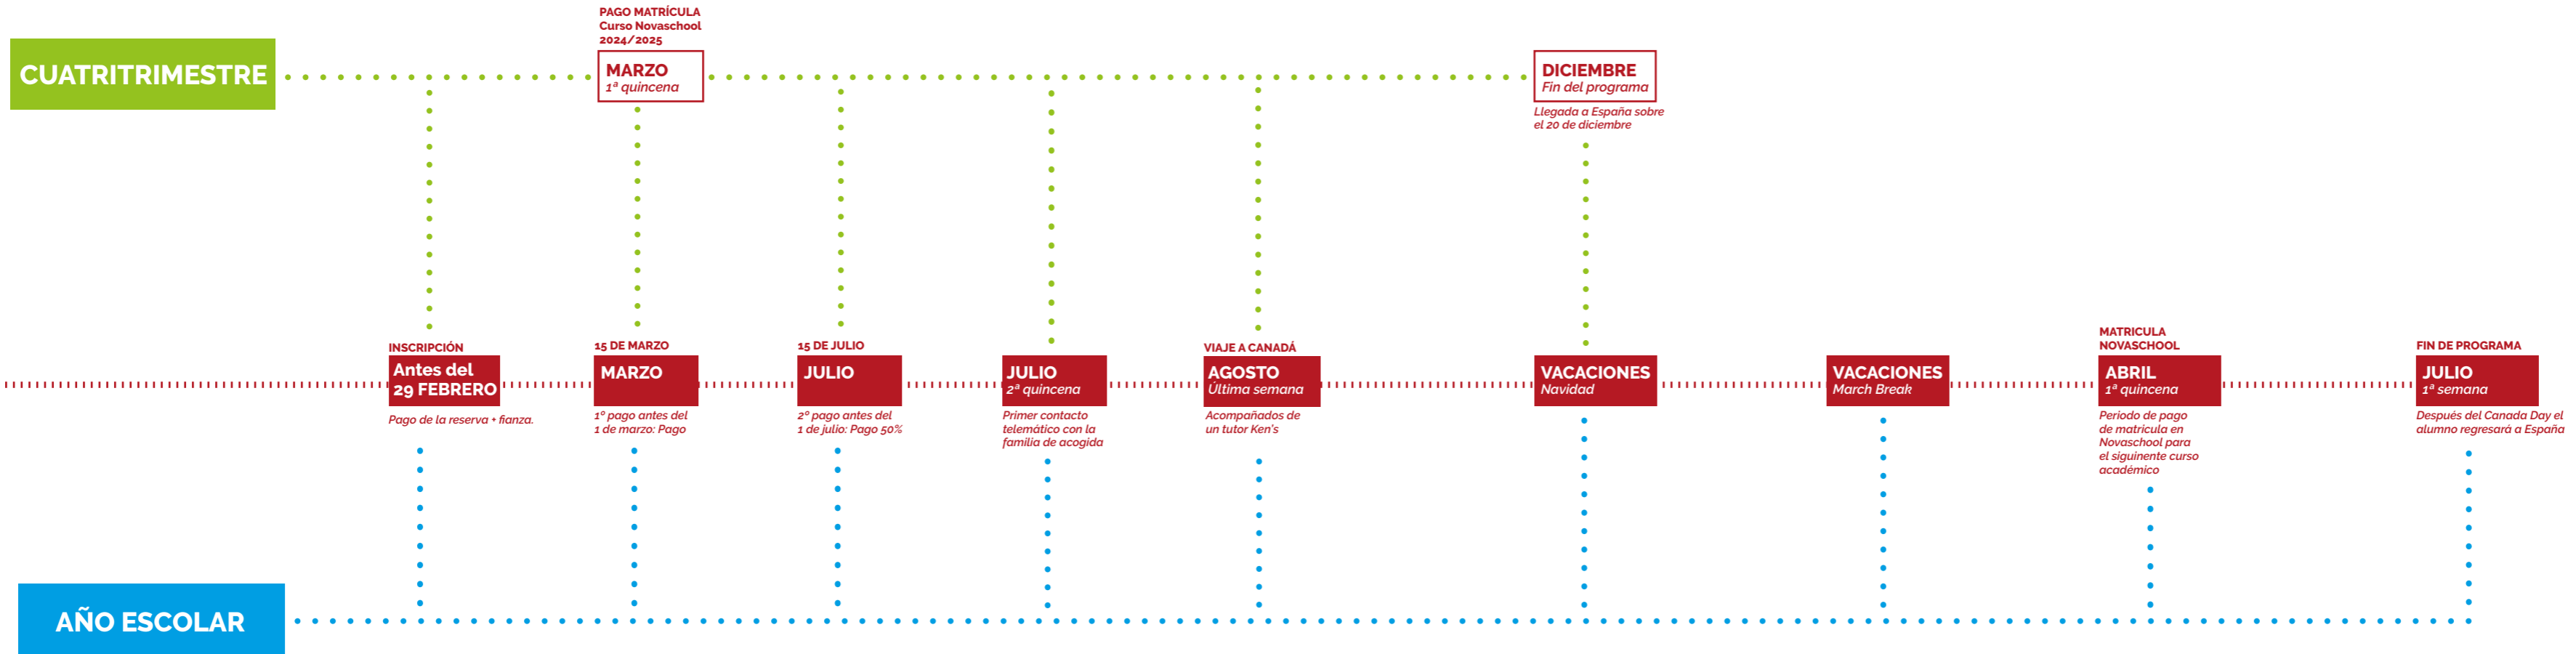 PAGO MATRÍCULA
Curso Novaschool
2024/2025
CUATRITRIMESTRE
MARZO
1ª quincena
DICIEMBRE
Fin del programa
Llegada a España sobre
el 20 de diciembre
INSCRIPCIÓN
Antes del
29 FEBRERO
Pago de la reserva + fianza.
15 DE MARZO
MARZO
1º pago antes del
1 de marzo: Pago
15 DE JULIO
JULIO
2º pago antes del
1 de julio: Pago 50%
JULIO
2ª quincena
Primer contacto
telemático con la
familia de acogida
VIAJE A CANADÁ
AGOSTO
Última semana
Acompañados de
un tutor Ken's
VACACIONES
Navidad
VACACIONES
March Break
MATRICULA
NOVASCHOOL
ABRIL
1ª quincena
Periodo de pago
de matrícula en
Novaschool para
el siguinente curso
académico
FIN DE PROGRAMA
JULIO
1ª semana
Después del Canada Day el
alumno regresará a España
AÑO ESCOLAR